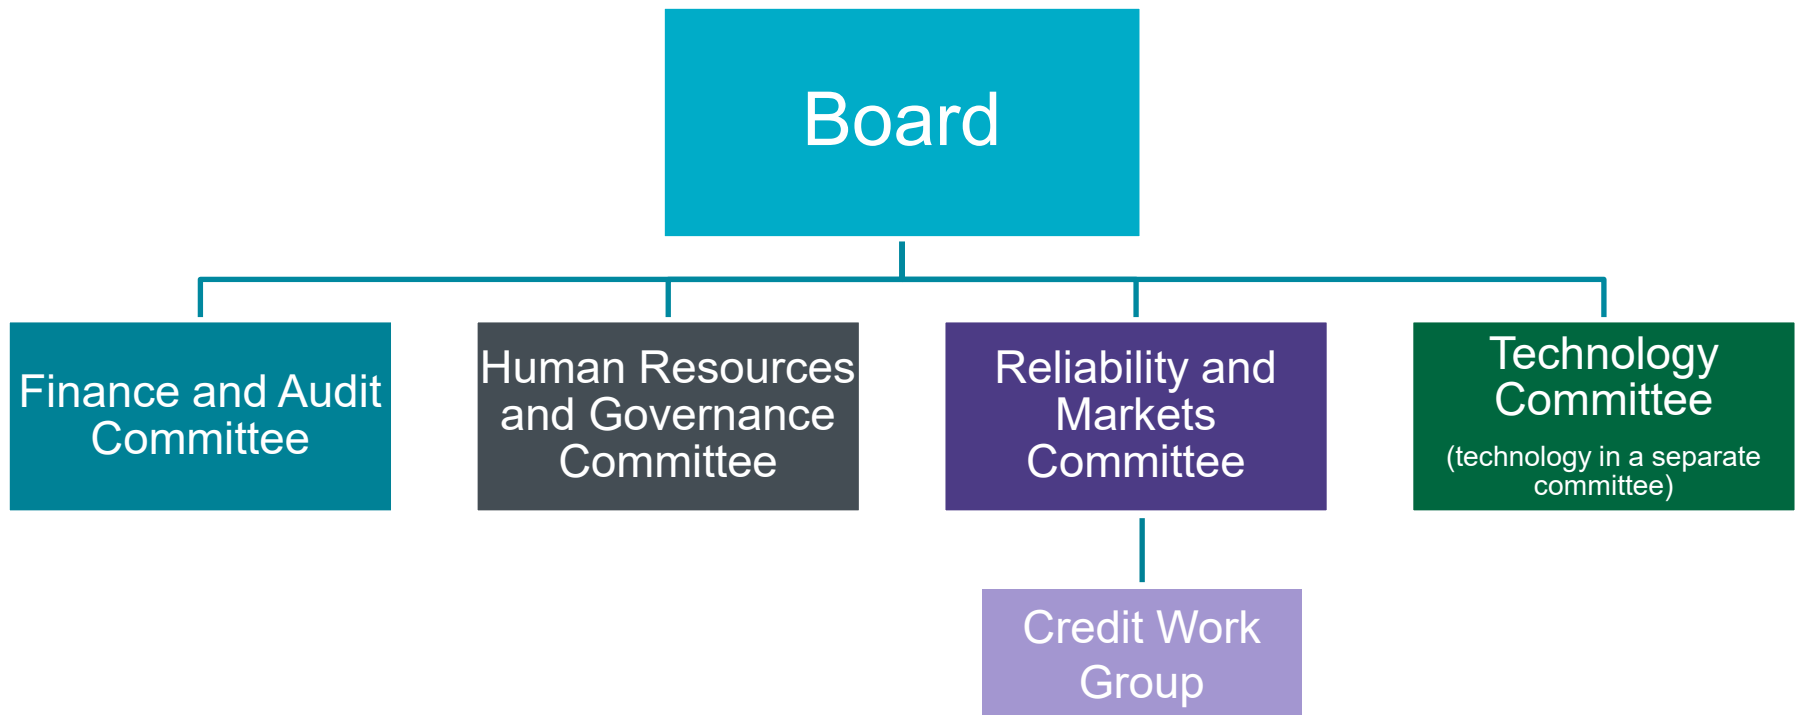 Board
Finance and Audit
Committee
Human Resources
and Governance
Committee
Reliability and
Markets
Committee
Technology
Committee
(technology in a separate
committee)
Credit Work
Group